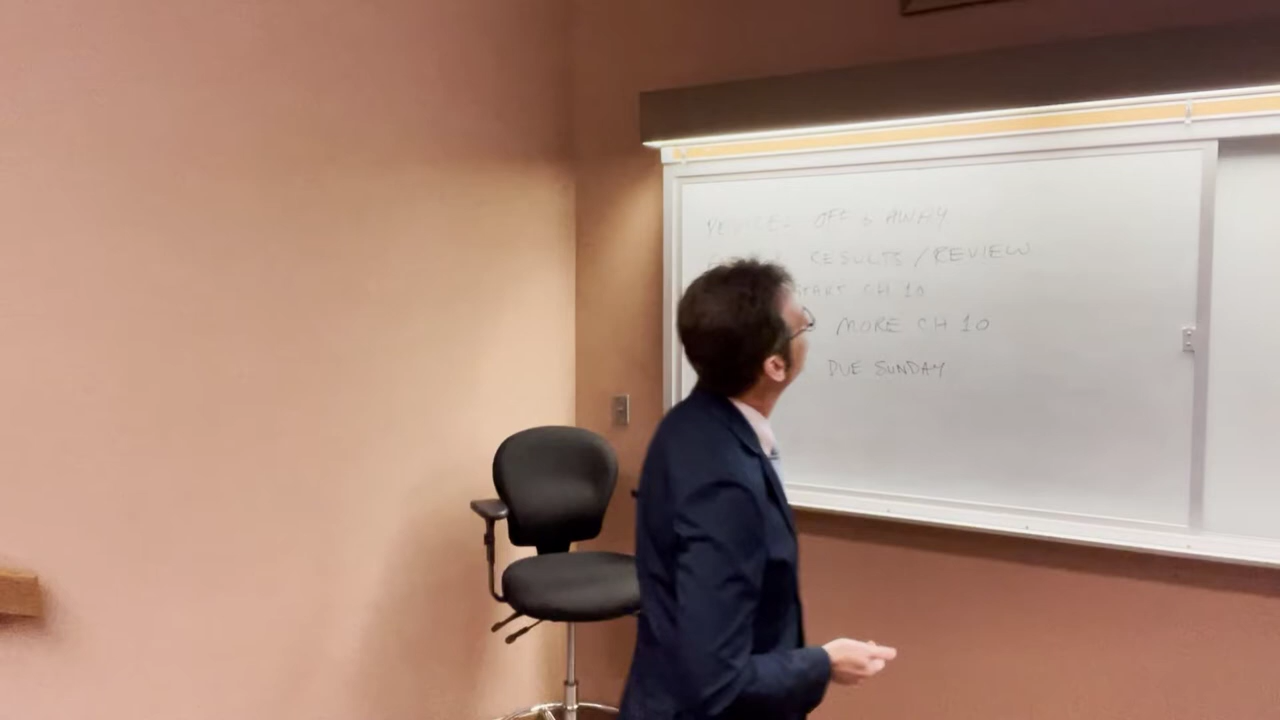 OFF & AWAY
RESULTS / REVIEW
START CH 10
MORE CH 10
DUE SUNDAY